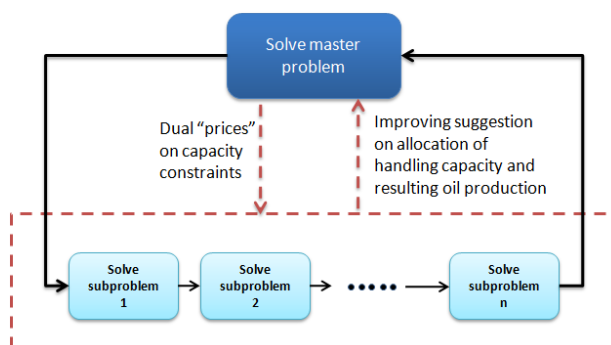 Solve master
problem
Dual “prices”
on capacity
constraints
Improving suggestion
on allocation of
handling capacity and
resulting oil production
Solve
subproblem
1
Solve
subproblem
2
Solve
subproblem
n